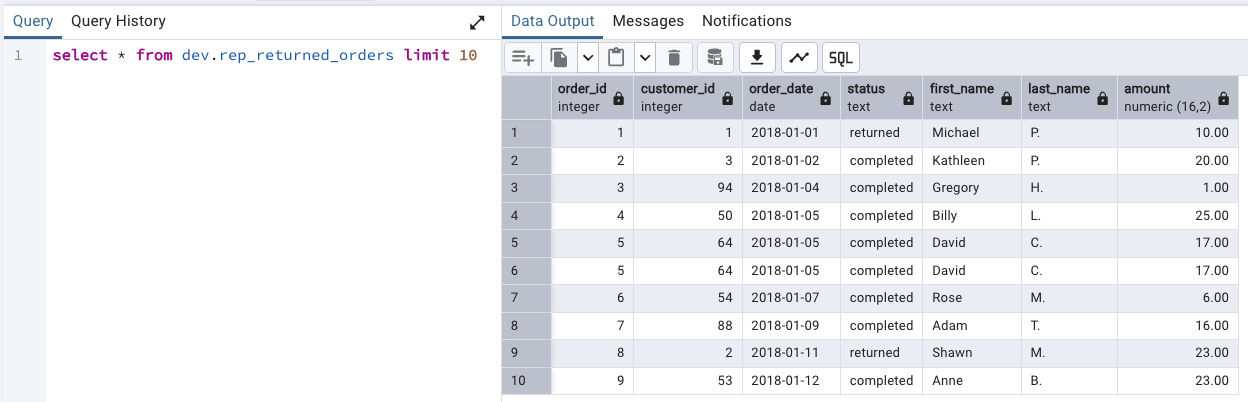 Query Query History
1 select * from dev.rep_returned_orders limit 10
Data Output Messages Notifications
SQL
order_id customer_id order_date status first_name last_name amount
integer integer date text text text numeric (16,2)
1 1 1 2018-01-01 returned Michael P. 10.00
2 2 3 2018-01-02 completed Kathleen P. 20.00
3 3 94 2018-01-04 completed Gregory H. 1.00
4 4 50 2018-01-05 completed Billy L. 25.00
5 5 64 2018-01-05 completed David C. 17.00
6 5 64 2018-01-05 completed David C. 17.00
7 6 54 2018-01-07 completed Rose M. 6.00
8 7 88 2018-01-09 completed Adam T. 16.00
9 8 2 2018-01-11 returned Shawn M. 23.00
10 9 53 2018-01-12 completed Anne B. 23.00